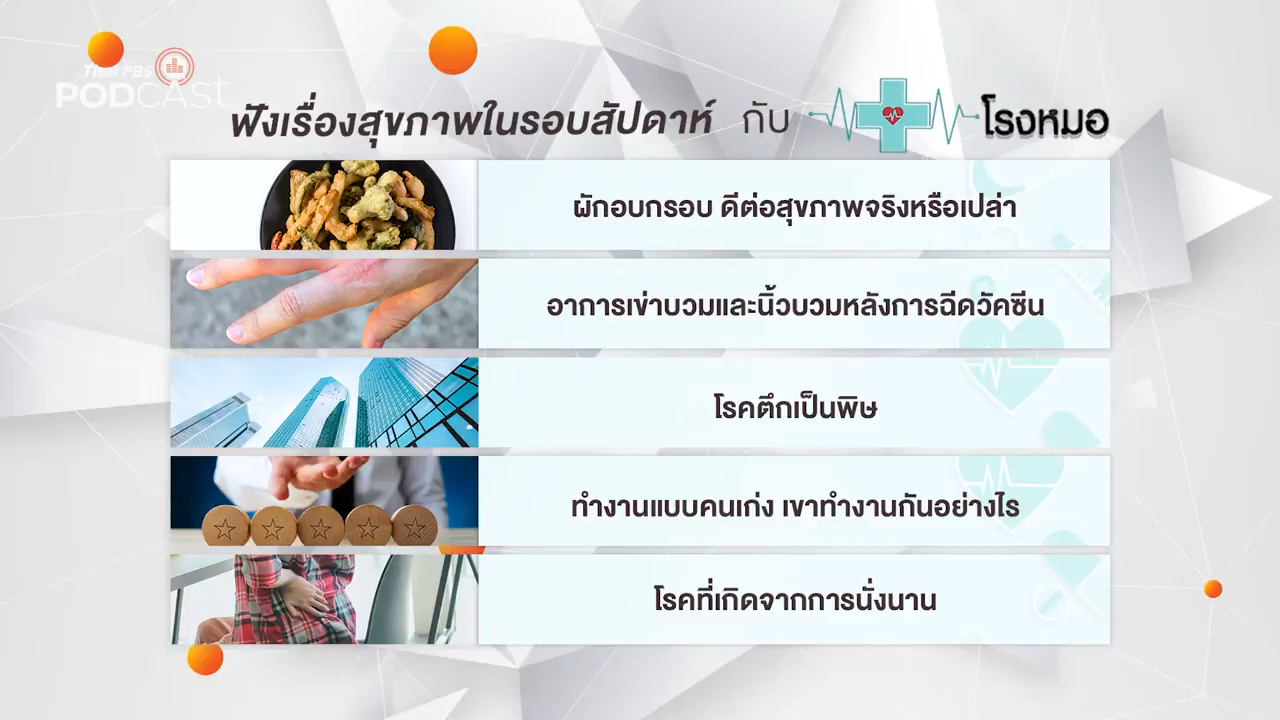 Thai PBS
PODCAST
ฟังเรื่องสุขภาพในรอบสัปดาห์ กับ โรงหมอ
ผักอบกรอบ ดีต่อสุขภาพจริงหรือเปล่า
อาการเข่าบวมและนิ้วบวมหลังการฉีดวัคซีน
โรคตึกเป็นพิษ
ทำงานแบบคนเก่ง เขาทำงานกันอย่างไร
โรคที่เกิดจากการนั่งนาน